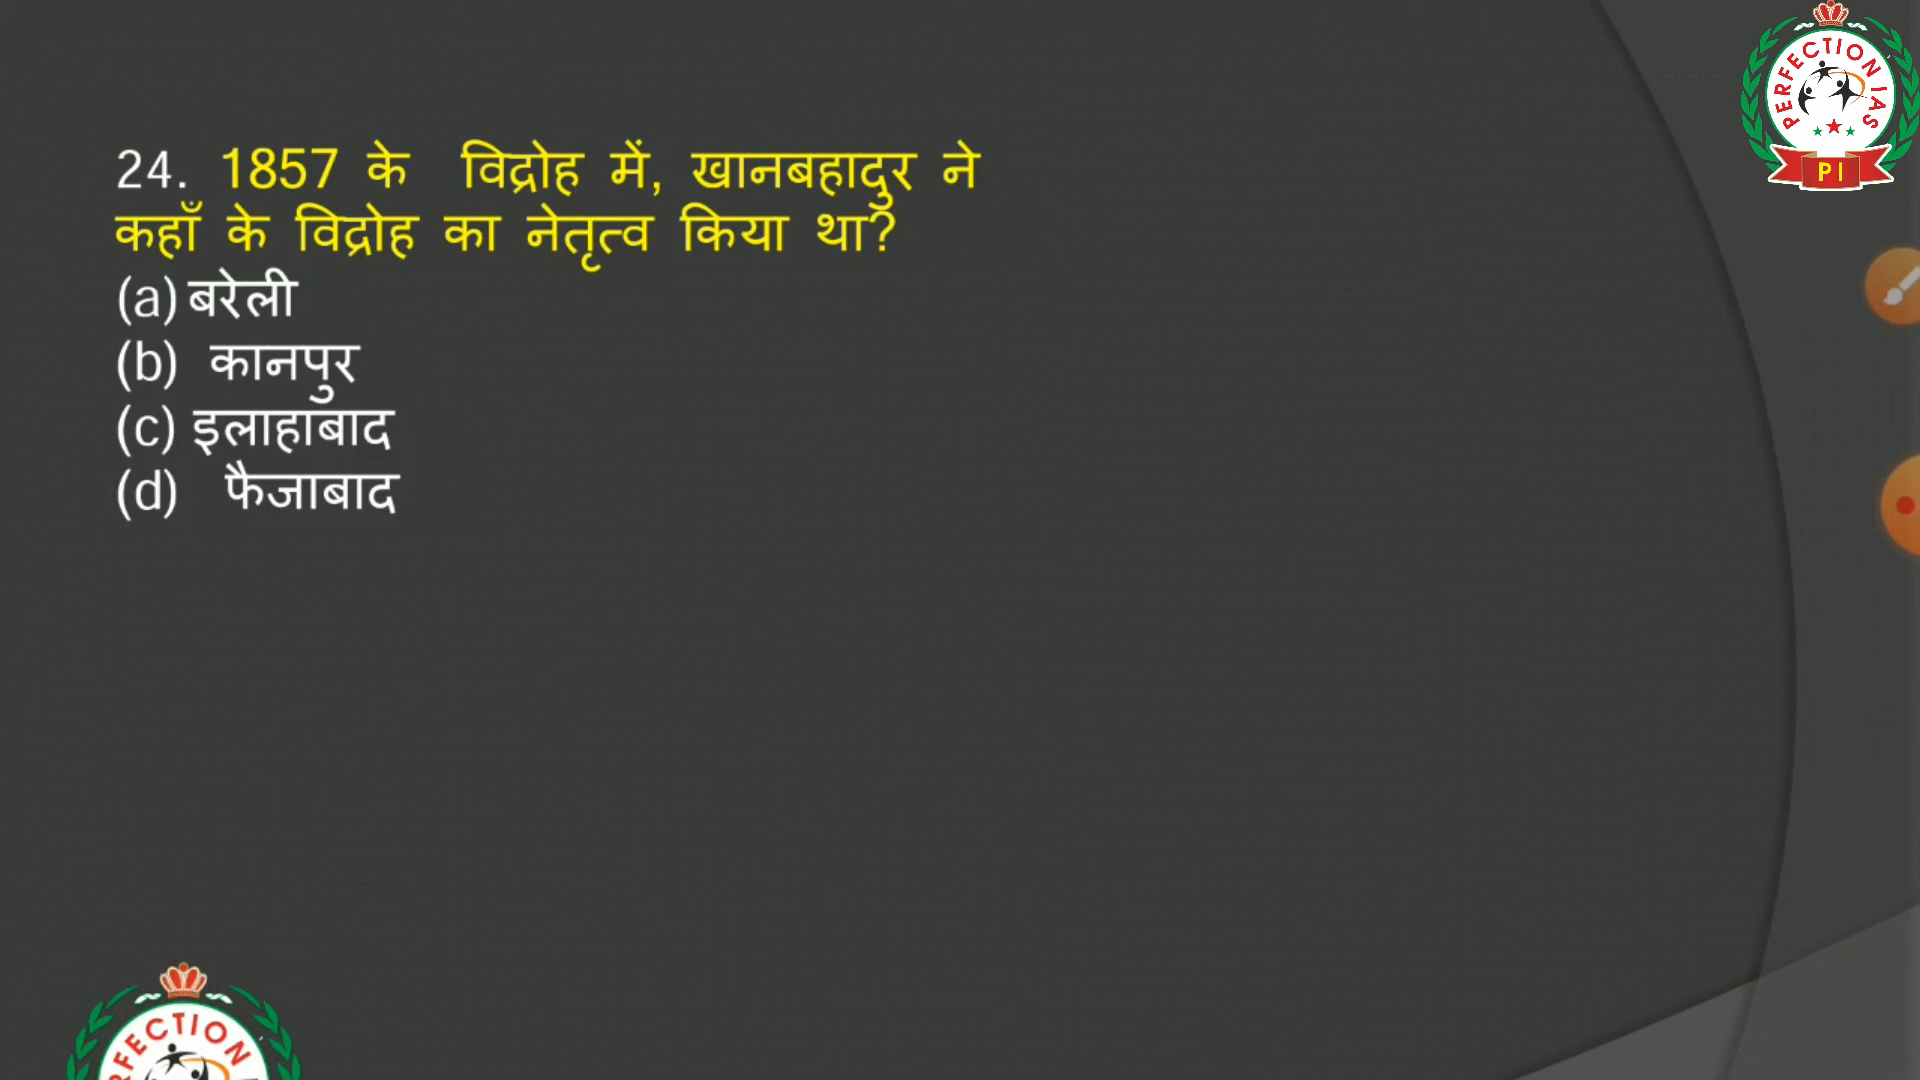 PERFECTION IAS
PI
24. 1857 के विद्रोह में, खानबहादुर ने
कहाँ के विद्रोह का नेतृत्व किया था?
(a) बरेली
(b) कानपुर
(c) इलाहाबाद
(d) फैजाबाद